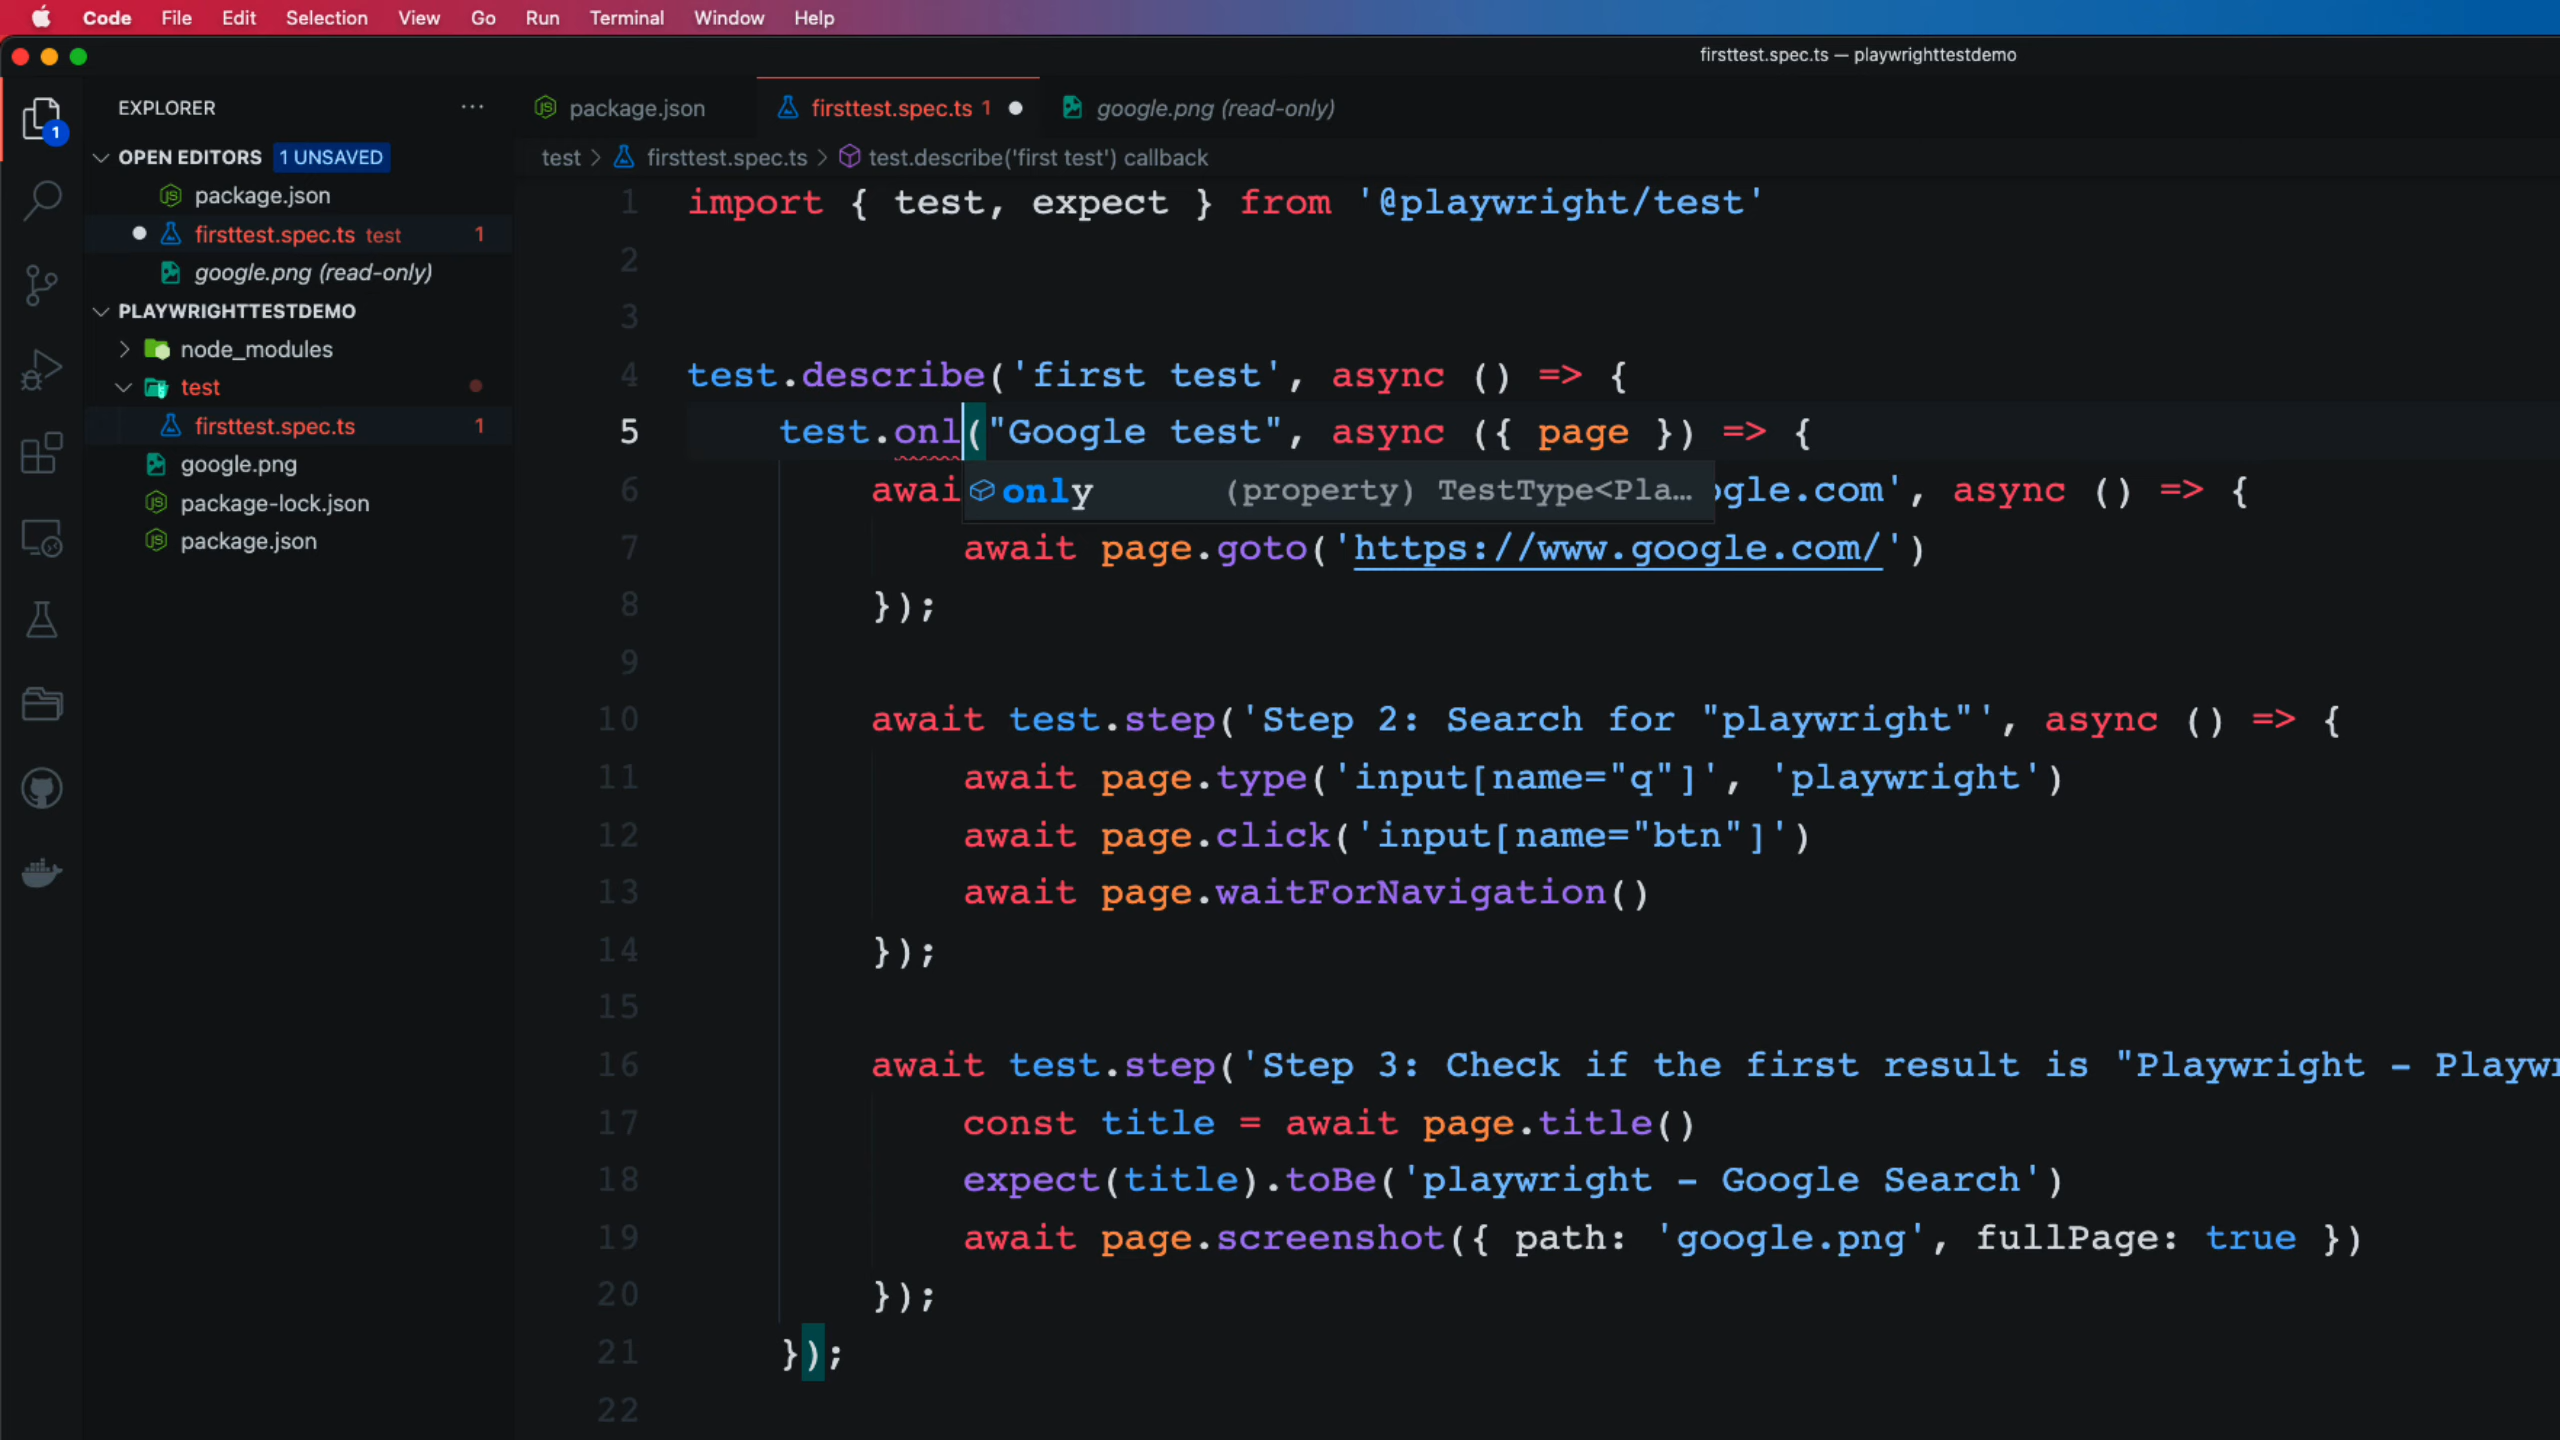 Code File Edit Selection View Go Run Terminal Window Help
firsttest.spec.ts — playwrighttestdemo
EXPLORER ···
package.json firsttest.spec.ts 1 google.png (read-only)
1
OPEN EDITORS 1 UNSAVED
package.json
firsttest.spec.ts test 1
google.png (read-only)
PLAYWRIGHTTESTDEMO
node_modules
test
firsttest.spec.ts 1
google.png
package-lock.json
package.json
test > firsttest.spec.ts > test.describe('first test') callback
1 import { test, expect } from '@playwright/test'
2
3
4 test.describe('first test', async () => {
5 test.onl("Google test", async ({ page }) => {
only (property) TestType<Pla…
6 awai ogle.com', async () => {
7 await page.goto('https://www.google.com/')
8 });
9
10 await test.step('Step 2: Search for "playwright"', async () => {
11 await page.type('input[name="q"]', 'playwright')
12 await page.click('input[name="btn"]')
13 await page.waitForNavigation()
14 });
15
16 await test.step('Step 3: Check if the first result is "Playwright - Playwr
17 const title = await page.title()
18 expect(title).toBe('playwright - Google Search')
19 await page.screenshot({ path: 'google.png', fullPage: true })
20 });
21 });
22